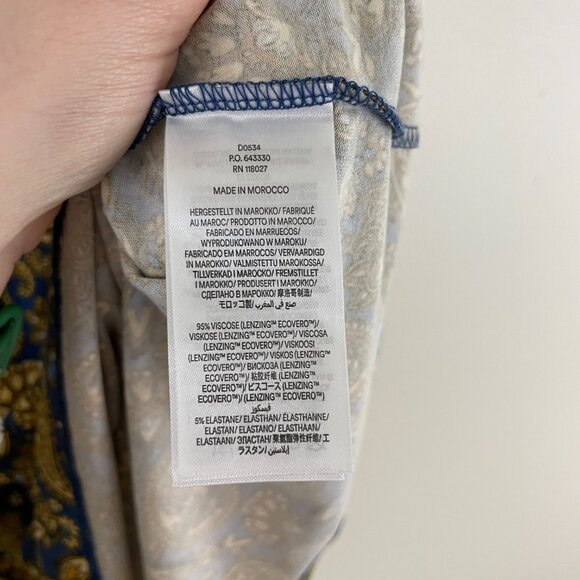 D0534
P.O. 643330
RN 118027
MADE IN MOROCCO
HERGESTELLT IN MAROKKO/ FABRIQUÉ
AU MAROC/ PRODOTTO IN MAROCCO/
FABRICADO EN MARRUECOS/
WYPRODUKOWANO W MAROKU/
FABRICADO EM MARROCOS/ VERVAARDIGD
IN MAROKKO/ VALMISTETTU MAROKOSSA/
TILLVERKAD I MAROCKO/ FREMSTILLET
I MAROKKO/ PRODUSERT I MAROKKO/
СДЕЛАНО В МАРОККО/ 摩洛哥制造/
モロッコ製/ صنع في المغرب
95% VISCOSE (LENZING™ ECOVERO™)/
VISKOSE (LENZING™ ECOVERO™)/ VISCOSA
(LENZING™ ECOVERO™)/ WISKOZA
(LENZING™ ECOVERO™)/ VISKOOSI
(LENZING™ ECOVERO™)/ VISKOS (LENZING™
ECOVERO™)/ ВИСКОЗА (LENZING™
ECOVERO™)/ 粘胶纤维 (LENZING™
ECOVERO™)/ ビスコース (LENZING™
ECOVERO™)/ (LENZING™ ECOVERO™)
فيسكوز
5% ELASTANE/ ELASTHAN/ ÉLASTHANNE/
ELASTAN/ ELASTANO/ ELASTHAAN/
ELASTAANI/ ЭЛАСТАН/ 聚氨酯弹性纤维/ エ
ラスタン/ إيلاستين